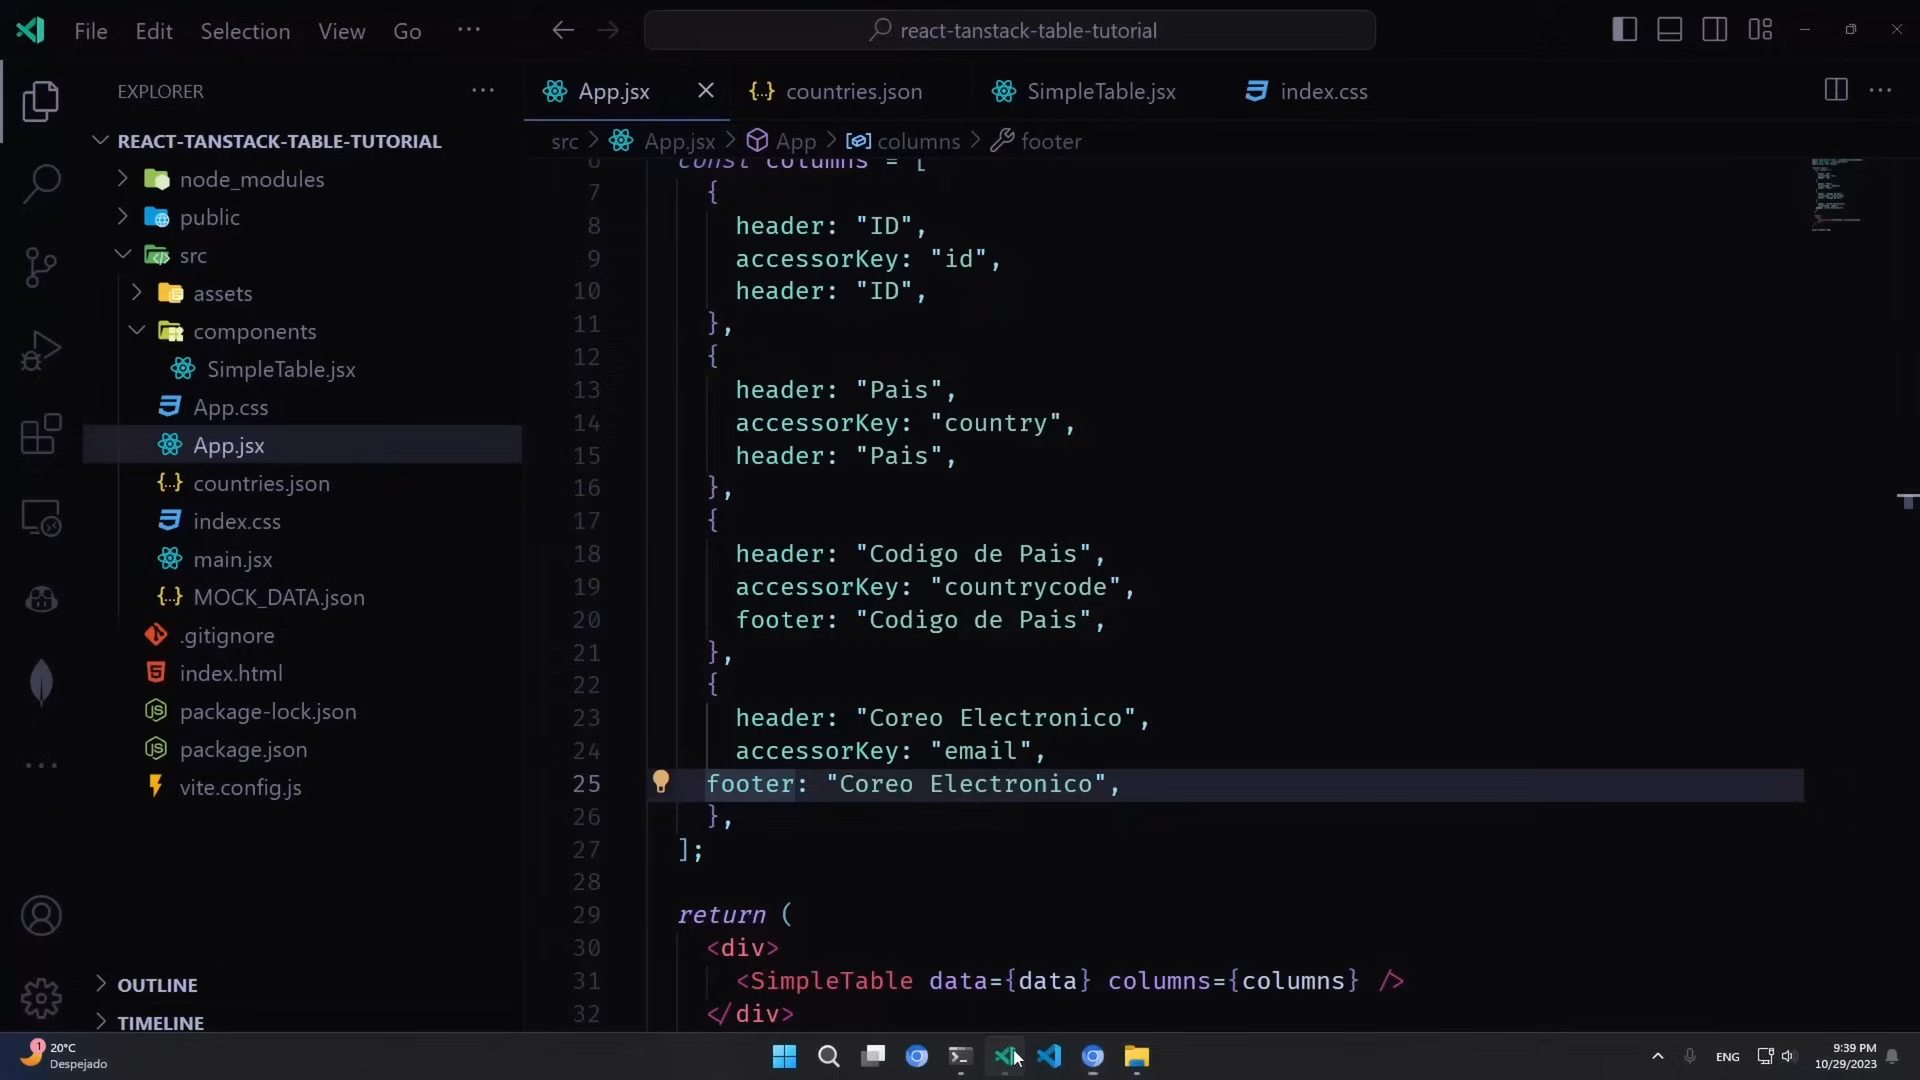 File Edit Selection View Go ···
react-tanstack-table-tutorial
EXPLORER
REACT-TANSTACK-TABLE-TUTORIAL
node_modules
public
src
assets
components
SimpleTable.jsx
App.css
App.jsx
countries.json
index.css
main.jsx
MOCK_DATA.json
.gitignore
index.html
package-lock.json
package.json
vite.config.js
OUTLINE
TIMELINE
App.jsx countries.json SimpleTable.jsx index.css
src > App.jsx > App > columns > footer
6 const columns = [
7 {
8 header: "ID",
9 accessorKey: "id",
10 header: "ID",
11 },
12 {
13 header: "Pais",
14 accessorKey: "country",
15 header: "Pais",
16 },
17 {
18 header: "Codigo de Pais",
19 accessorKey: "countrycode",
20 footer: "Codigo de Pais",
21 },
22 {
23 header: "Coreo Electronico",
24 accessorKey: "email",
25 footer: "Coreo Electronico",
26 },
27 ];
28
29 return (
30 <div>
31 <SimpleTable data={data} columns={columns} />
32 </div>
1
20°C
Despejado
ENG
9:39 PM
10/29/2023